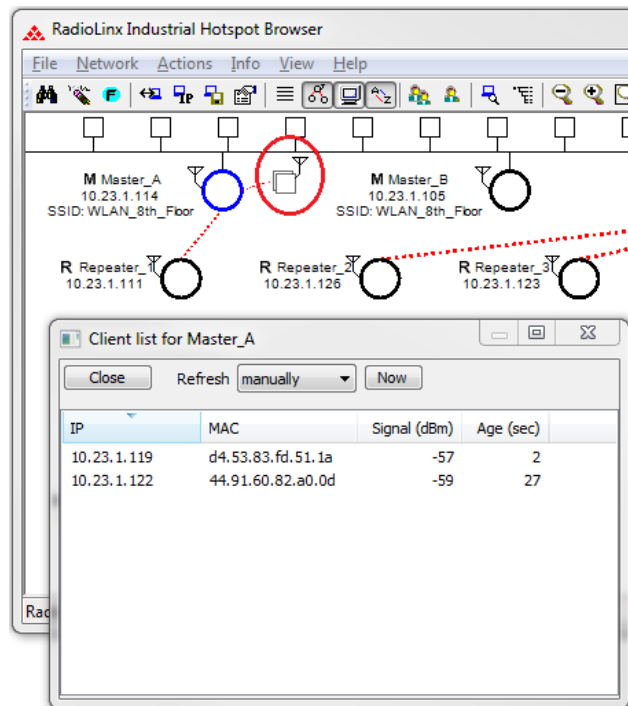 RadioLinx Industrial Hotspot Browser
File Network Actions Info View Help
M Master_A
10.23.1.114
SSID: WLAN_8th_Floor
M Master_B
10.23.1.105
SSID: WLAN_8th_Floor
R Repeater_1
10.23.1.111
R Repeater_2
10.23.1.126
R Repeater_3
10.23.1.123
Client list for Master_A
Close Refresh manually Now
IP MAC Signal (dBm) Age (sec)
10.23.1.119 d4.53.83.fd.51.1a -57 2
10.23.1.122 44.91.60.82.a0.0d -59 27
Rad